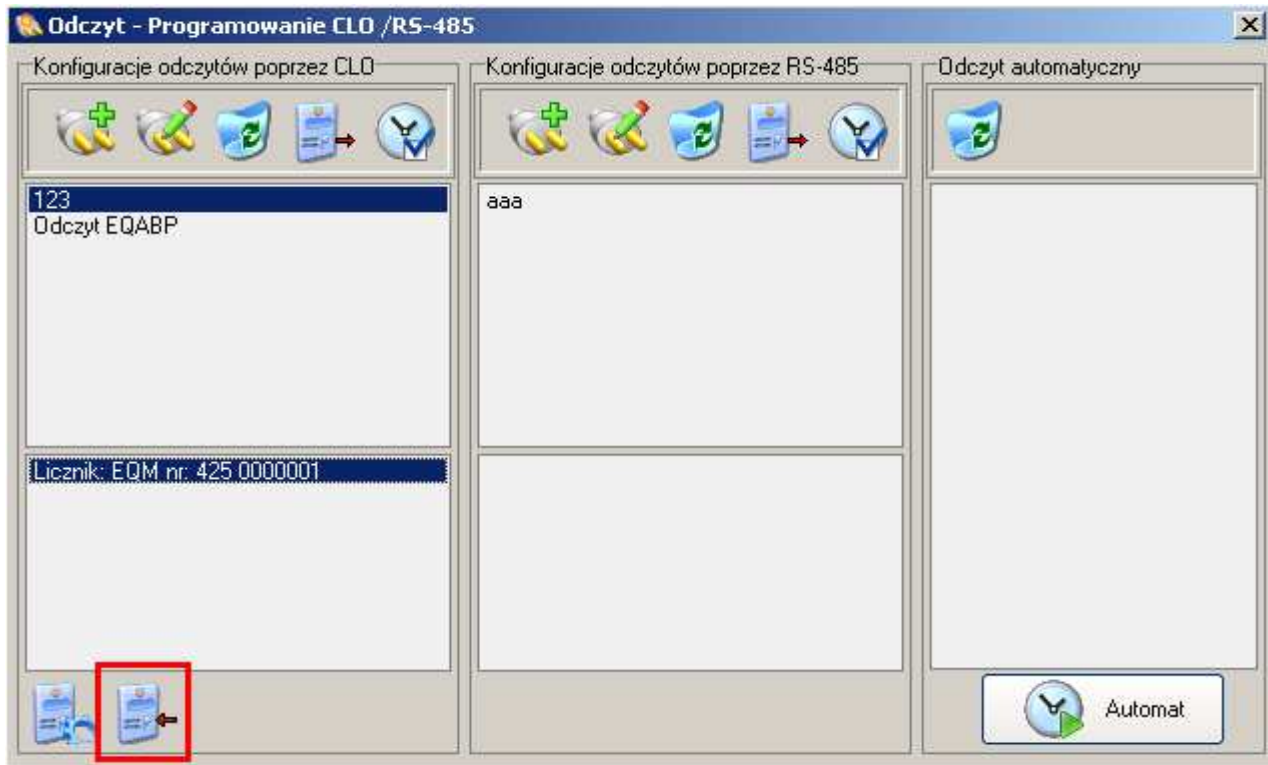 Odczyt - Programowanie CLO /RS-485
Konfiguracje odczytów poprzez CLO
Konfiguracje odczytów poprzez RS-485
Odczyt automatyczny
123
Odczyt EQABP
aaa
Licznik: EQM nr: 425 0000001
Automat